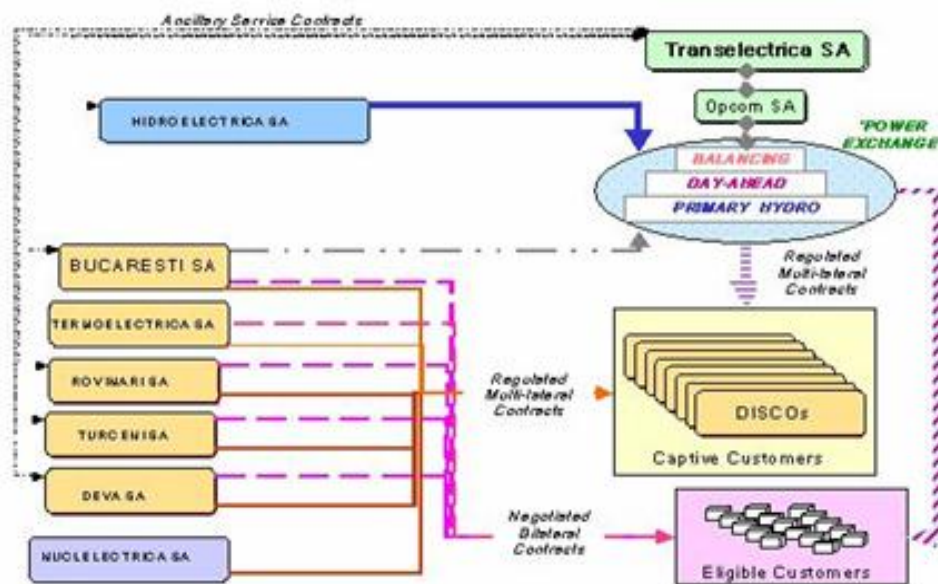 Ancillary Service Contracts
Transelectrica SA
Opcom SA
HIDROELECTRICA SA
"POWER
EXCHANGE
BALANCING
DAY-AHEAD
PRIMARY HYDRO
BUCARESTI SA
Regulated
Multi-lateral
Contracts
TERMOELECTRICA SA
ROVINARI SA
Regulated
Multi-lateral
Contracts
TURCENI SA
DISCOs
Captive Customers
DEVA SA
Negotiated
Bilateral
Contracts
NUCLELECTRICA SA
Eligible Customers